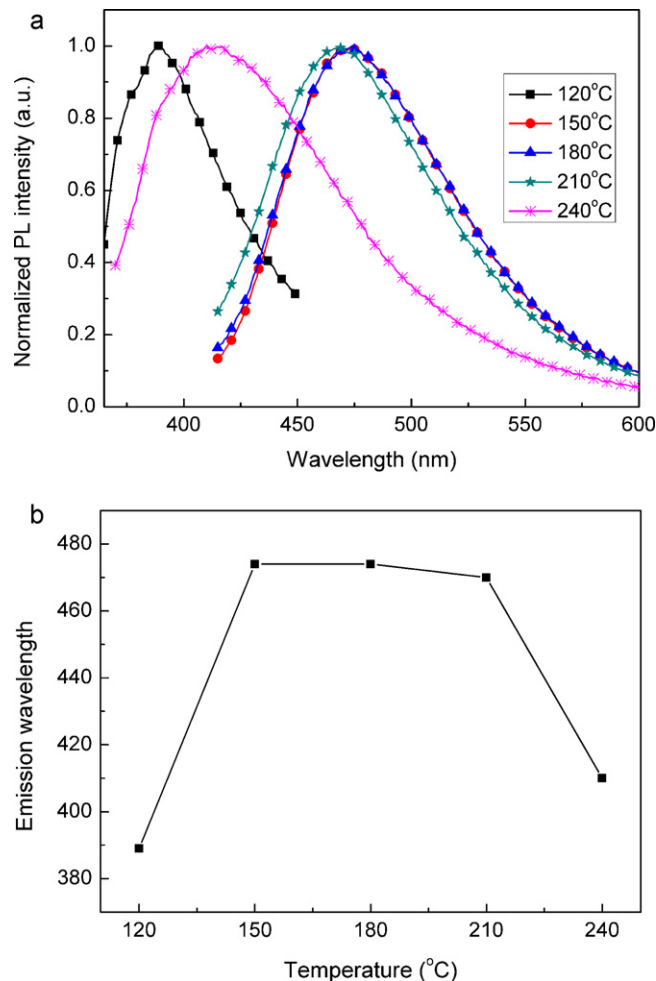 a
Normalized PL intensity (a.u.)
1.0
0.8
0.6
0.4
0.2
0.0
120°C
150°C
180°C
210°C
240°C
400 450 500 550 600
Wavelength (nm)
b
Emission wavelength
480
460
440
420
400
380
120 150 180 210 240
Temperature (°C)